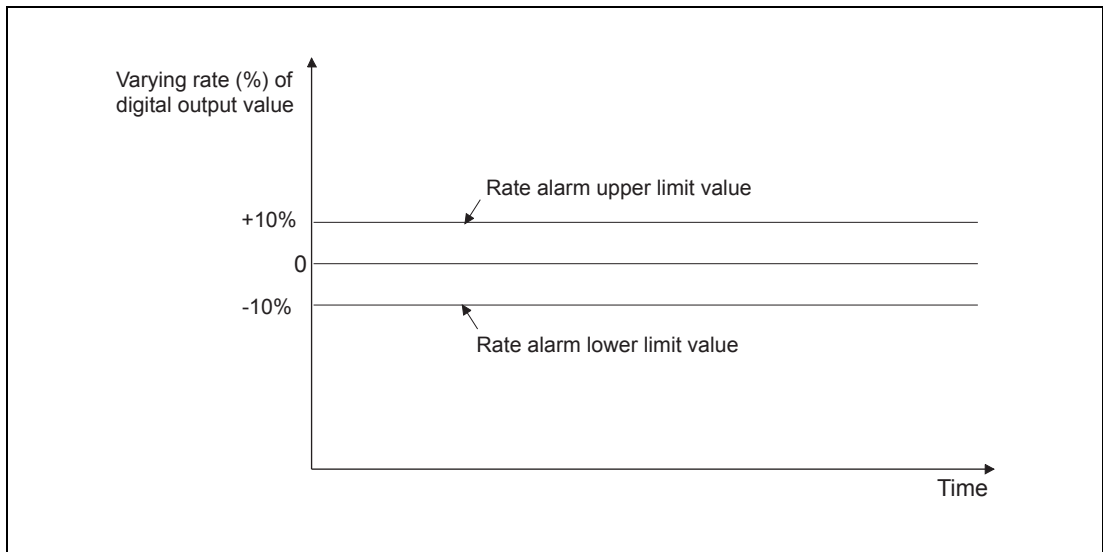 Varying rate (%) of
digital output value
Rate alarm upper limit value
+10%
0
-10%
Rate alarm lower limit value
Time